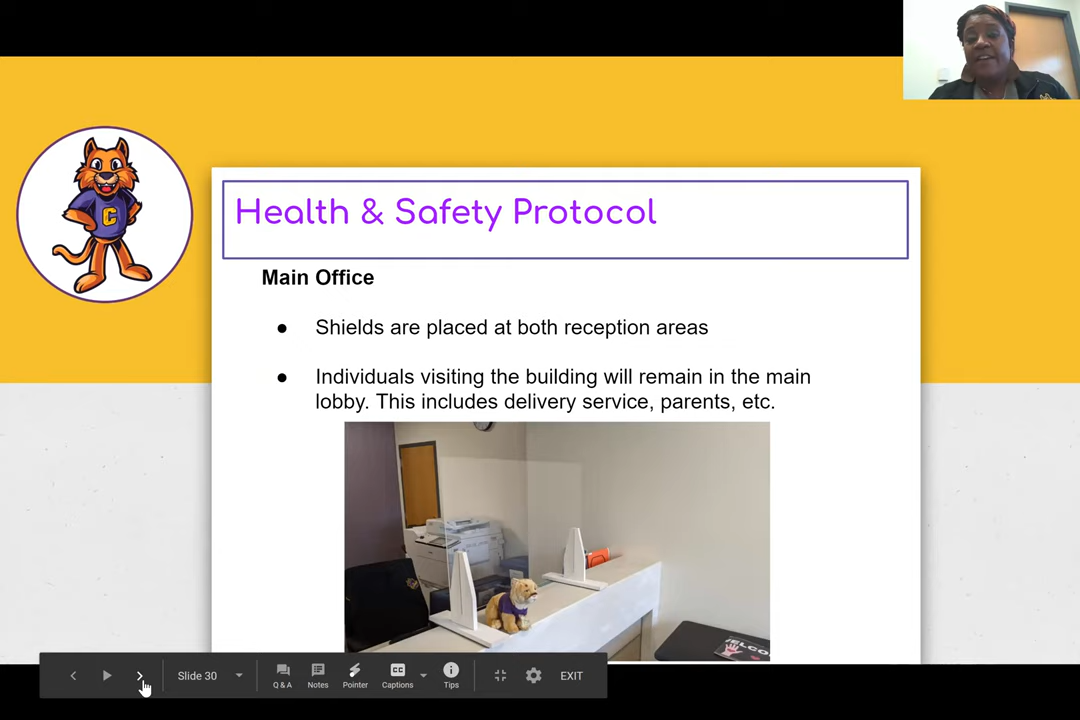 C
Health & Safety Protocol
Main Office
● Shields are placed at both reception areas
● Individuals visiting the building will remain in the main
lobby. This includes delivery service, parents, etc.
Slide 30
Q & A
Notes
Pointer
CC
Captions
Tips
EXIT